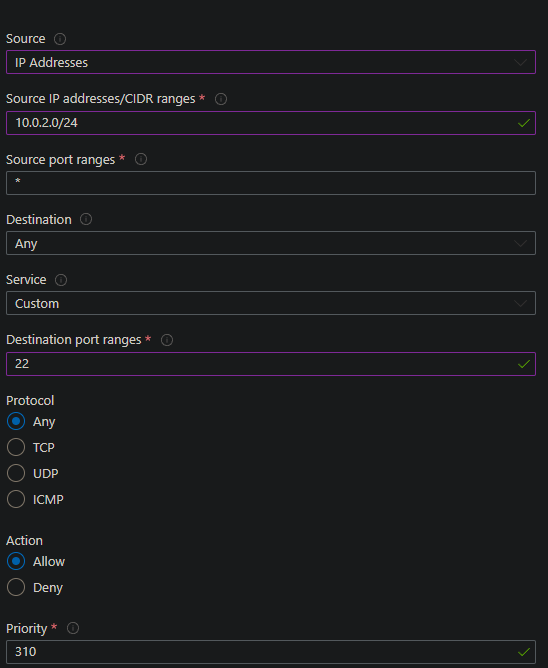 Source
IP Addresses
Source IP addresses/CIDR ranges *
10.0.2.0/24
Source port ranges *
*
Destination
Any
Service
Custom
Destination port ranges *
22
Protocol
Any
TCP
UDP
ICMP
Action
Allow
Deny
Priority *
310